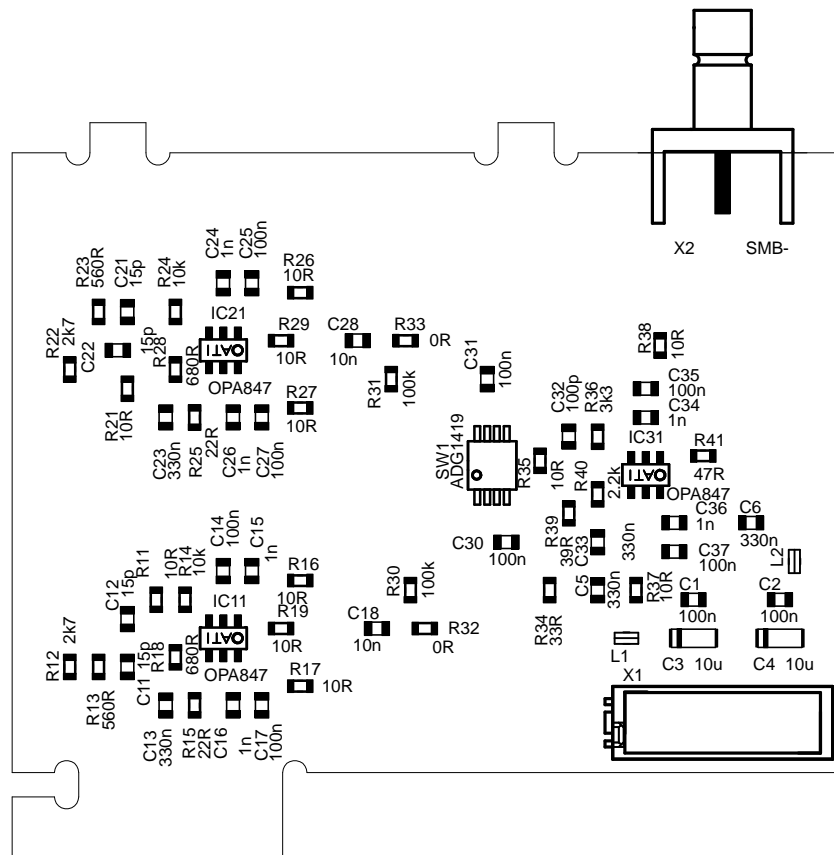 X2
SMB-
C24
1n
C25
100n
R23
560R
C21
15p
R24
10k
R26
10R
IC21
R22
2k7
C22
15p
R28
680R
OATI
R29
10R
C28
10n
R33
0R
R38
10R
OPA847
R31
100k
C31
100n
C35
100n
R21
10R
R27
10R
C34
1n
C23
330n
R25
22R
C26
1n
C27
100n
C32
100p
R36
3k3
IC31
R41
47R
SW1
ADG1419
R35
10R
R40
2.2k
OATI
OPA847
C36
1n
C6
330n
R39
39R
C33
330n
C30
100n
C37
100n
L2
C14
100n
C15
1n
R11
10R
R14
10k
R16
10R
C12
15p
IC11
R30
100k
R34
33R
C5
330n
R37
10R
C1
100n
C2
100n
R12
2k7
R13
560R
C11
15p
R18
680R
OATI
R19
10R
C18
10n
R32
0R
OPA847
R17
10R
L1
C3
10u
C4
10u
X1
C13
330n
R15
22R
C16
1n
C17
100n